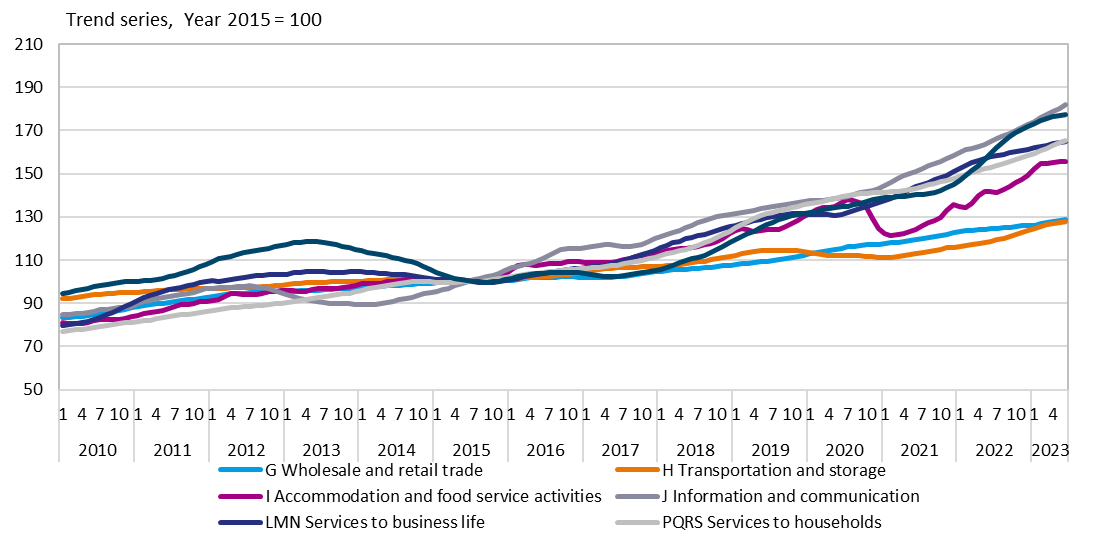 Trend series, Year 2015 = 100
210
190
170
150
130
110
90
70
50
1 4 7 10 1 4 7 10 1 4 7 10 1 4 7 10 1 4 7 10 1 4 7 10 1 4 7 10 1 4 7 10 1 4 7 10 1 4 7 10 1 4 7 10 1 4 7 10 1 4 7 10 1 4
2010 2011 2012 2013 2014 2015 2016 2017 2018 2019 2020 2021 2022 2023
G Wholesale and retail trade H Transportation and storage
I Accommodation and food service activities J Information and communication
LMN Services to business life PQRS Services to households